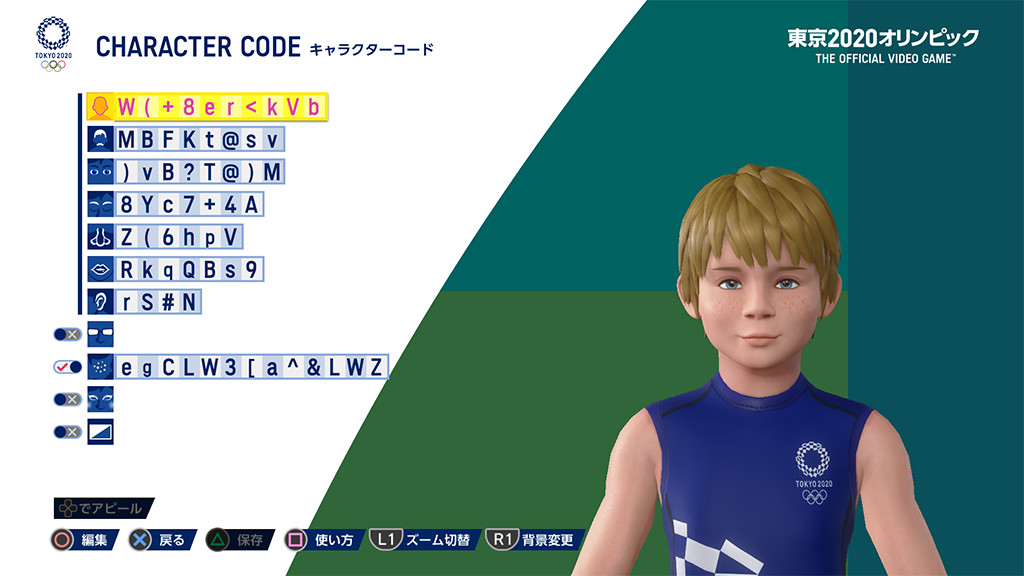 TOKYO 2020
CHARACTER CODE キャラクターコード
東京2020オリンピック
THE OFFICIAL VIDEO GAME™
W(+8er<kVb
MBFKt@sv
)vB?T@)M
8Yc7+4A
Z(6hpV
RkqQBs9
rS#N
egCLW3[a^&LWZ
TOKYO 2020
でアピール
編集 戻る 保存 使い方 L1 ズーム切替 R1 背景変更